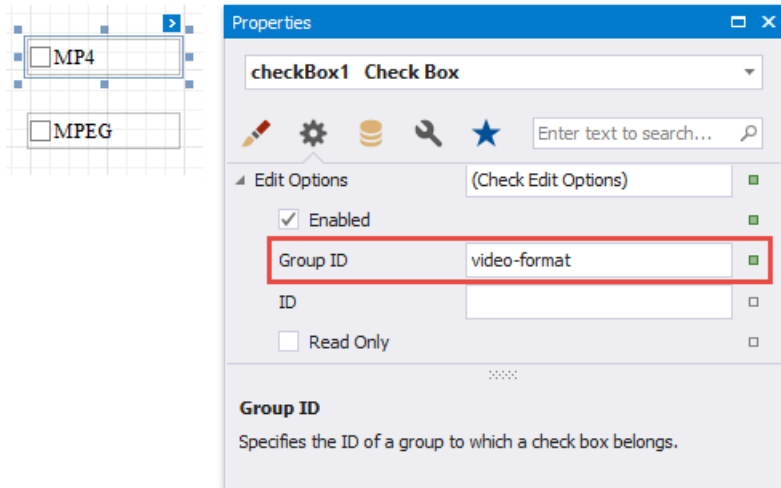 MP4
MPEG
Properties
checkBox1 Check Box
Enter text to search...
Edit Options (Check Edit Options)
Enabled
Group ID video-format
ID
Read Only
Group ID
Specifies the ID of a group to which a check box belongs.